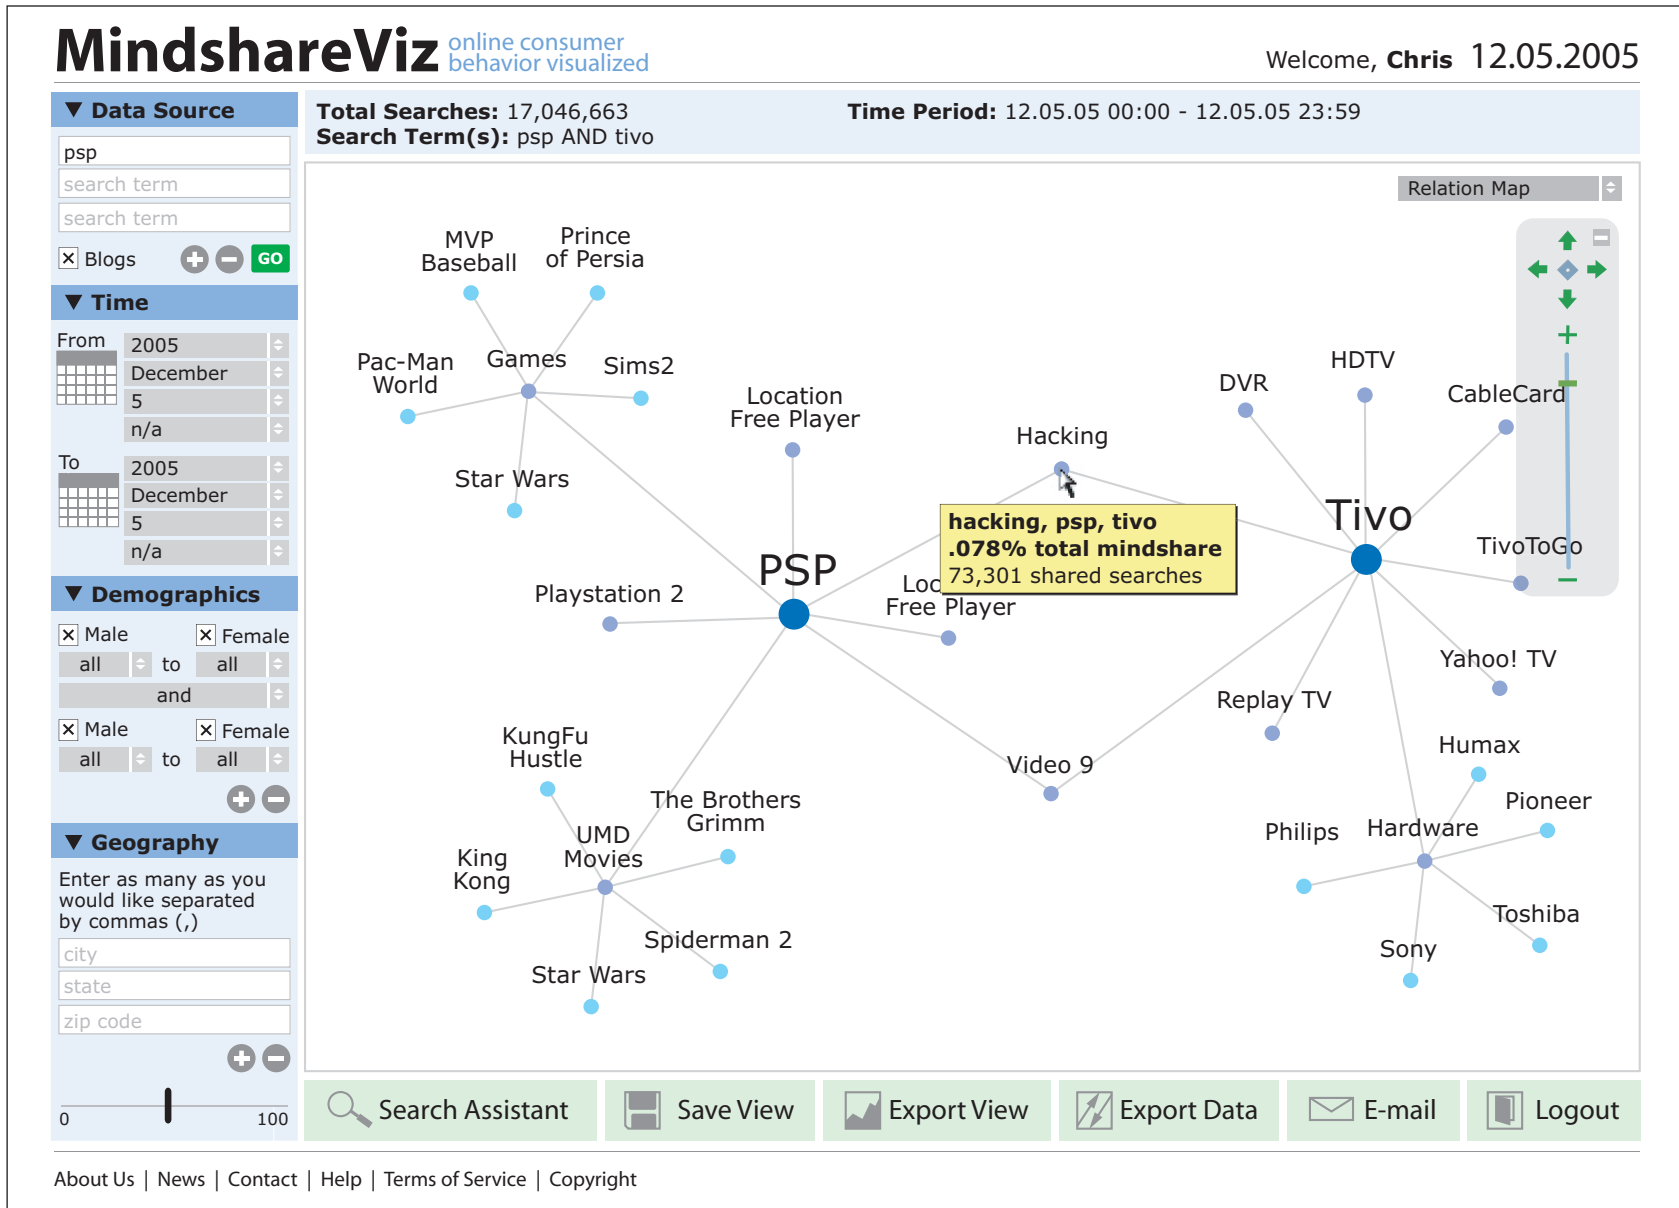 MindshareViz
online consumer
behavior visualized
Welcome, Chris 12.05.2005
Data Source
psp
search term
search term
Blogs
GO
Time
From
2005
December
5
n/a
To
2005
December
5
n/a
Demographics
Male Female
all to all
and
Male Female
all to all
Geography
Enter as many as you
would like separated
by commas (,)
city
state
zip code
0 100
Total Searches: 17,046,663
Time Period: 12.05.05 00:00 - 12.05.05 23:59
Search Term(s): psp AND tivo
Relation Map
MVP
Baseball
Prince
of Persia
Pac-Man
World
Games
Sims2
Star Wars
Location
Free Player
Hacking
DVR
HDTV
CableCard
hacking, psp, tivo
.078% total mindshare
73,301 shared searches
Tivo
TivoToGo
PSP
Playstation 2
Free Player
Yahoo! TV
Replay TV
KungFu
Hustle
Video 9
Humax
The Brothers
Grimm
Pioneer
UMD
Movies
Philips
Hardware
King
Kong
Toshiba
Spiderman 2
Sony
Star Wars
Search Assistant
Save View
Export View
Export Data
E-mail
Logout
About Us | News | Contact | Help | Terms of Service | Copyright